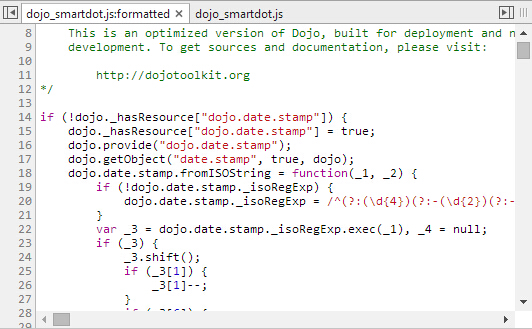 dojo_smartdot.js:formatted × dojo_smartdot.js
8 This is an optimized version of Dojo, built for deployment and n
9 development. To get sources and documentation, please visit:
10
11 http://dojotoolkit.org
12 */
13
14 if (!dojo._hasResource["dojo.date.stamp"]) {
15 dojo._hasResource["dojo.date.stamp"] = true;
16 dojo.provide("dojo.date.stamp");
17 dojo.getObject("date.stamp", true, dojo);
18 dojo.date.stamp.fromISOString = function(_1, _2) {
19 if (!dojo.date.stamp._isoRegExp) {
20 dojo.date.stamp._isoRegExp = /^(?:(\d{4})(?:-(\d{2})(?:-
21 }
22 var _3 = dojo.date.stamp._isoRegExp.exec(_1), _4 = null;
23 if (_3) {
24 _3.shift();
25 if (_3[1]) {
26 _3[1]--;
27 }
28 if (_3[6]) {